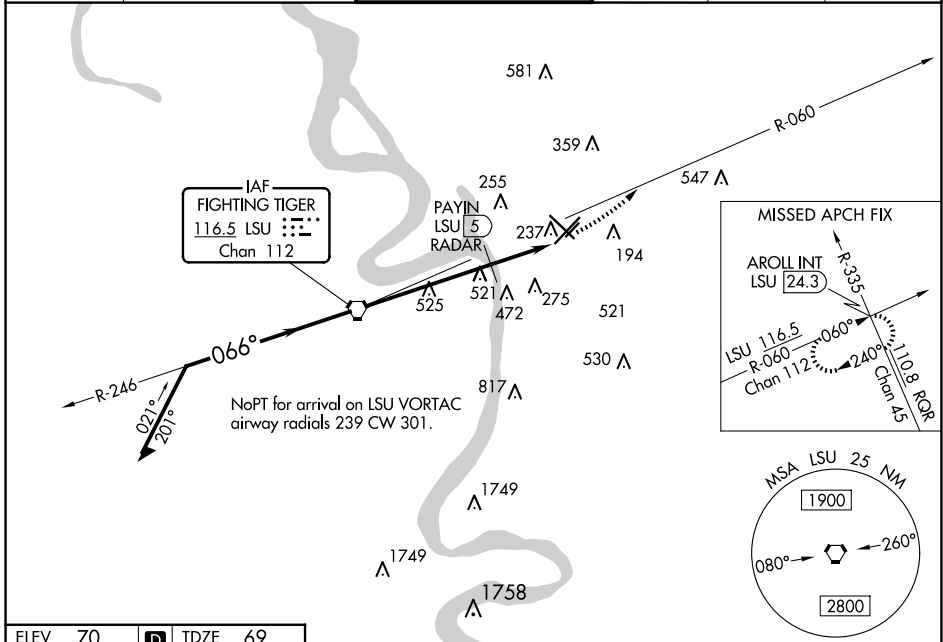 581
R-060
359
547
IAF
FIGHTING TIGER
116.5 LSU
Chan 112
255
PAYIN
LSU 5
RADAR
237
194
MISSED APCH FIX
AROLL INT
LSU 24.3
R-335
LSU 116.5
R-060
Chan 112
060°
240°
110.8 RQR
Chan 45
525
521
472
275
521
066°
R-246
021°
201°
530
817
NoPT for arrival on LSU VORTAC
airway radials 239 CW 301.
MSA LSU 25 NM
1900
080°
260°
2800
1749
1749
1758
ELEV 70 D TDZE 69